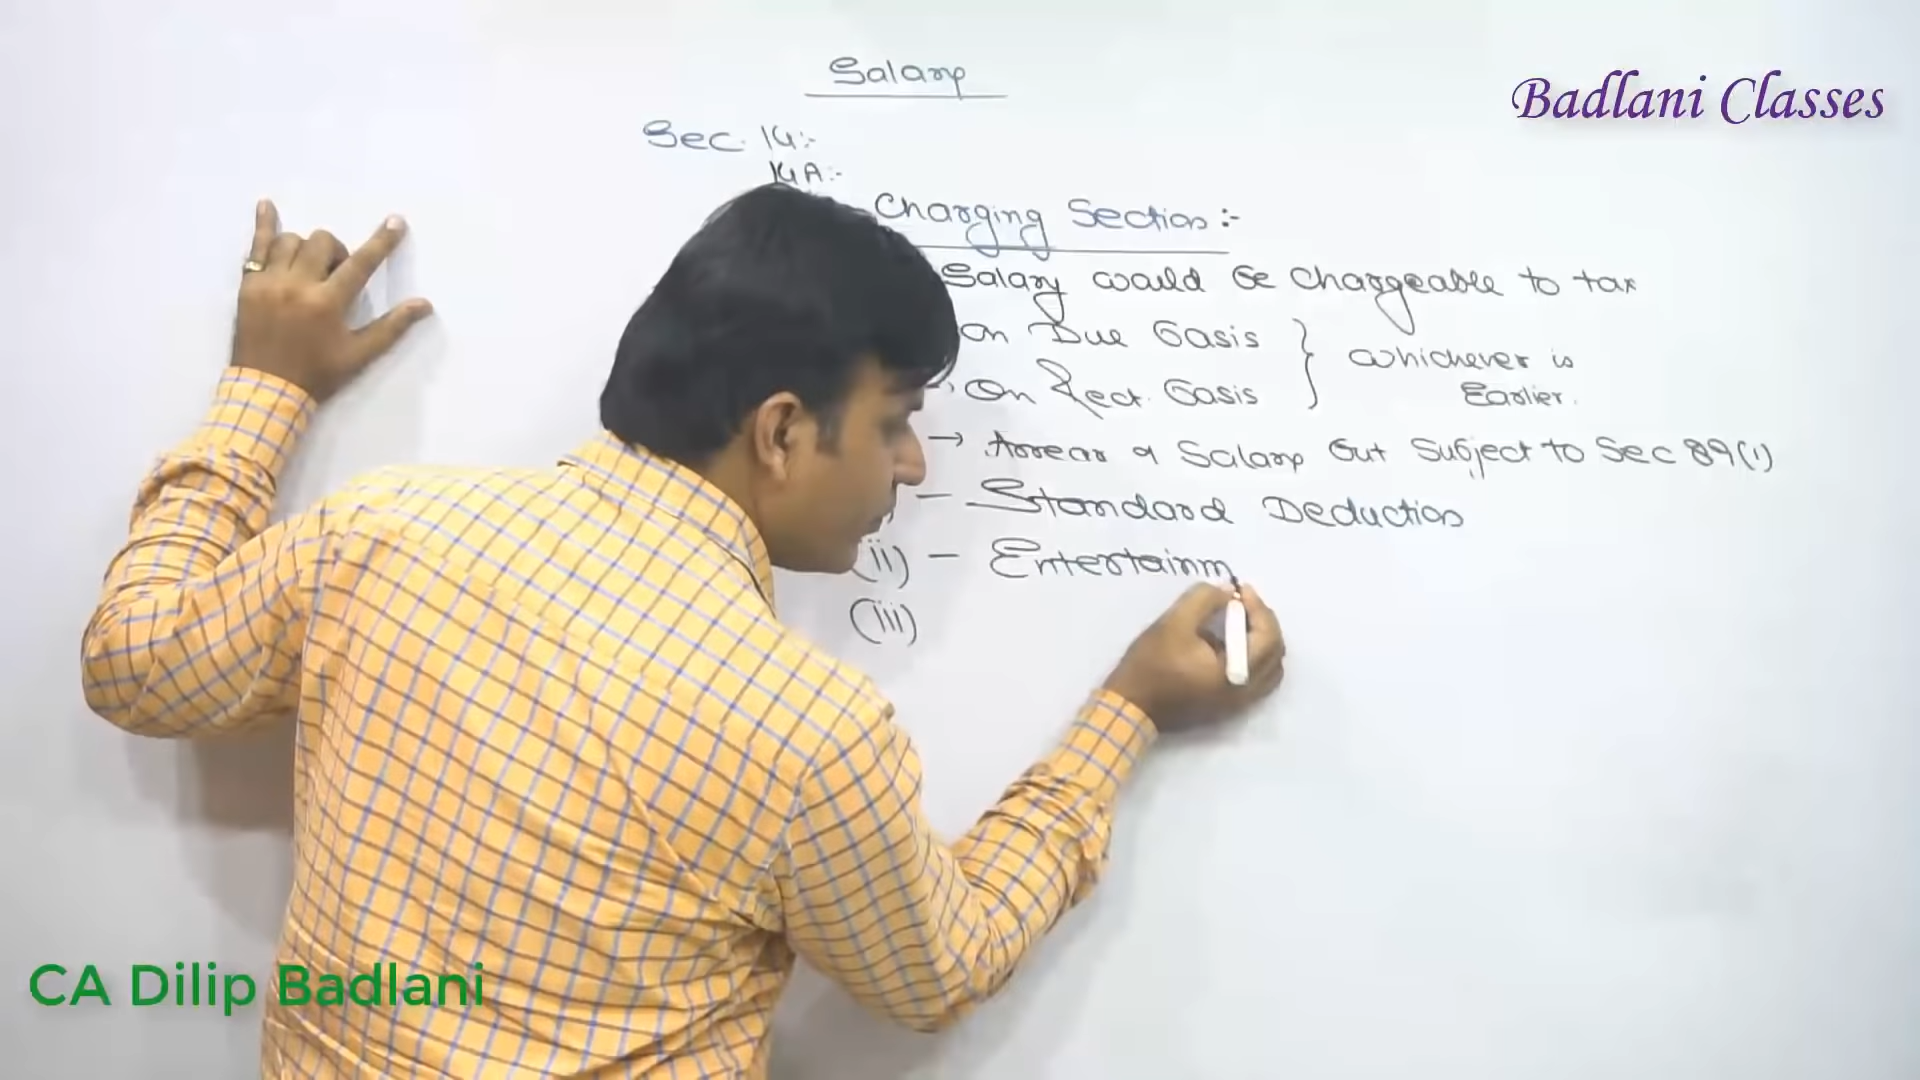 Salary
Badlani Classes
Sec. 14:-
14A:-
Charging Section:-
Salary would be chargeable to tax
On Due basis
On Rect. basis
whichever is
Earlier.
→ Arrear of Salary but Subject to Sec 89(1)
- Standard Deduction
(ii) - Entertainm
(iii)
CA Dilip Badlani